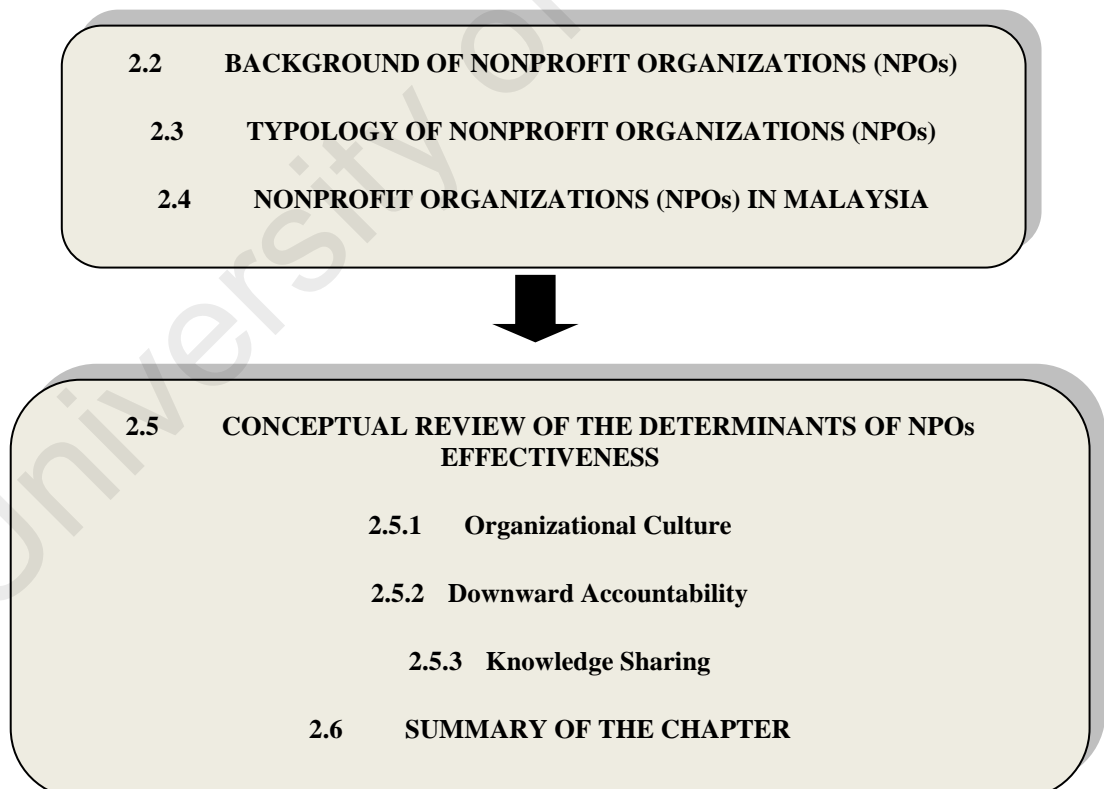 2.2 BACKGROUND OF NONPROFIT ORGANIZATIONS (NPOs)
2.3 TYPOLOGY OF NONPROFIT ORGANIZATIONS (NPOs)
2.4 NONPROFIT ORGANIZATIONS (NPOs) IN MALAYSIA
2.5 CONCEPTUAL REVIEW OF THE DETERMINANTS OF NPOs
EFFECTIVENESS
2.5.1 Organizational Culture
2.5.2 Downward Accountability
2.5.3 Knowledge Sharing
2.6 SUMMARY OF THE CHAPTER
University of